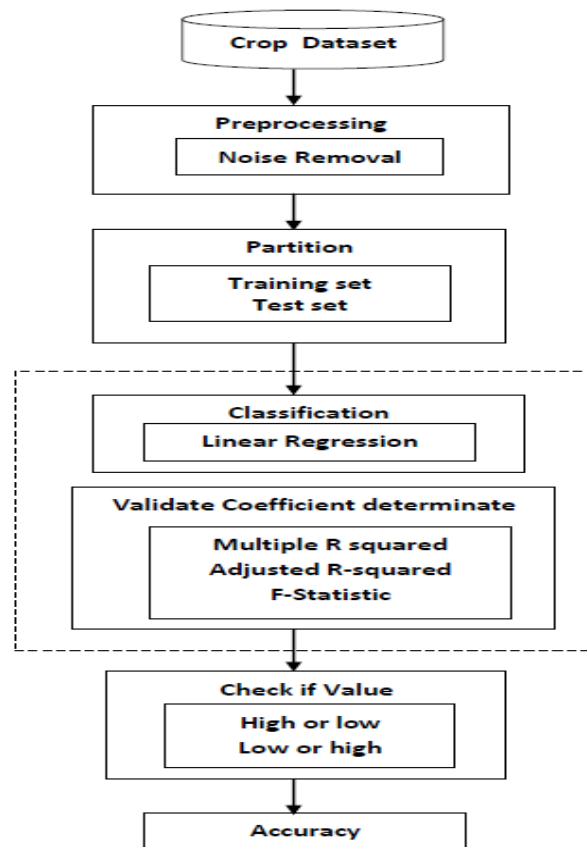 Crop Dataset
Preprocessing
Noise Removal
Partition
Training set
Test set
Classification
Linear Regression
Validate Coefficient determinate
Multiple R squared
Adjusted R-squared
F-Statistic
Check if Value
High or low
Low or high
Accuracy